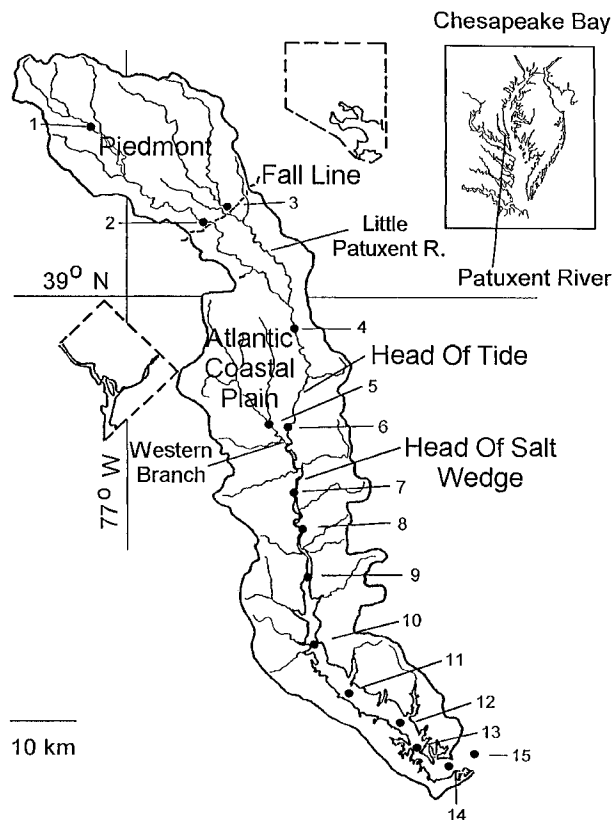 Chesapeake Bay
1
Piedmont
Fall Line
3
2
Little
Patuxent R.
Patuxent River
39° N
4
Atlantic
Coastal
Plain
Head Of Tide
5
6
Western
Branch
Head Of Salt
Wedge
77° W
7
8
9
10
11
12
13
15
14
10 km